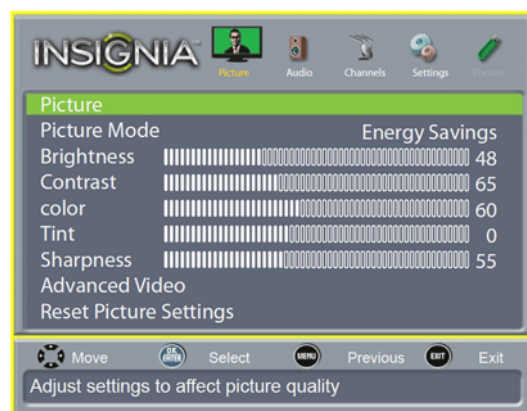 INSIGNIA
Picture Audio Channels Settings Photos
Picture
Picture Mode Energy Savings
Brightness 48
Contrast 65
color 60
Tint 0
Sharpness 55
Advanced Video
Reset Picture Settings
Move OK ENTER Select MENU Previous EXIT Exit
Adjust settings to affect picture quality